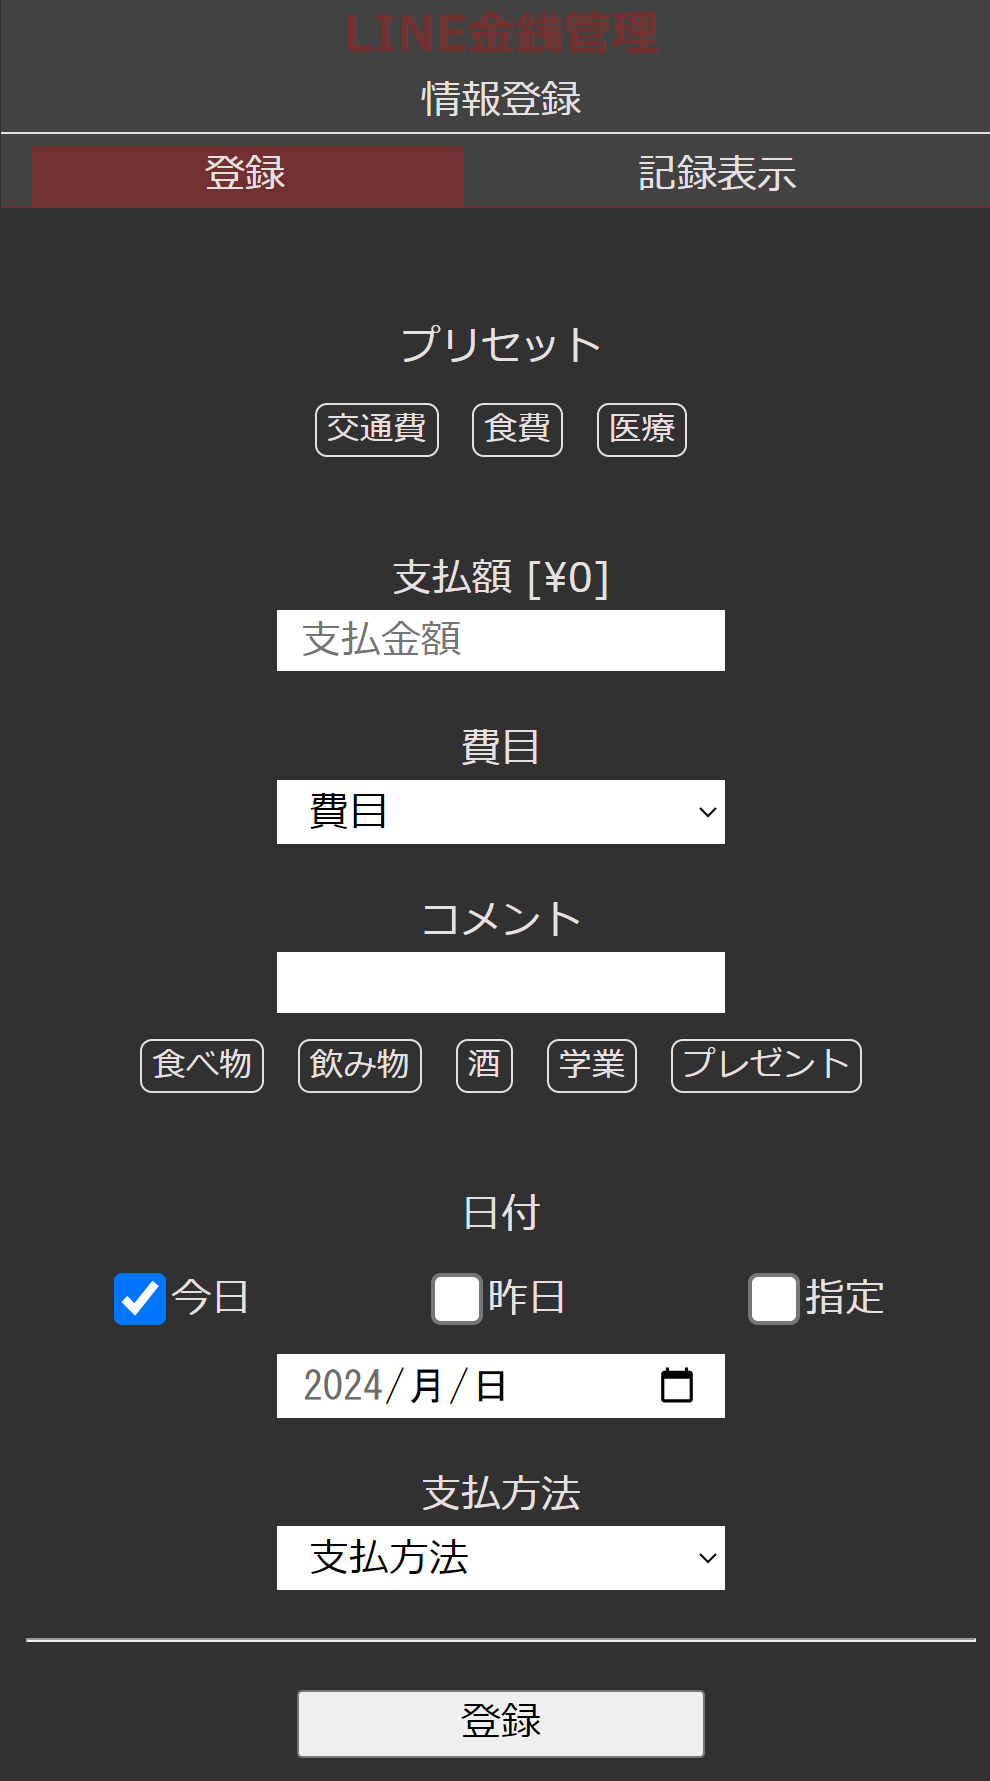 LINE金銭管理
情報登録
登録 記録表示
プリセット
交通費 食費 医療
支払額 [¥0]
支払金額
費目
費目
コメント
食べ物 飲み物 酒 学業 プレゼント
日付
今日 昨日 指定
2024/月/日
支払方法
支払方法
登録